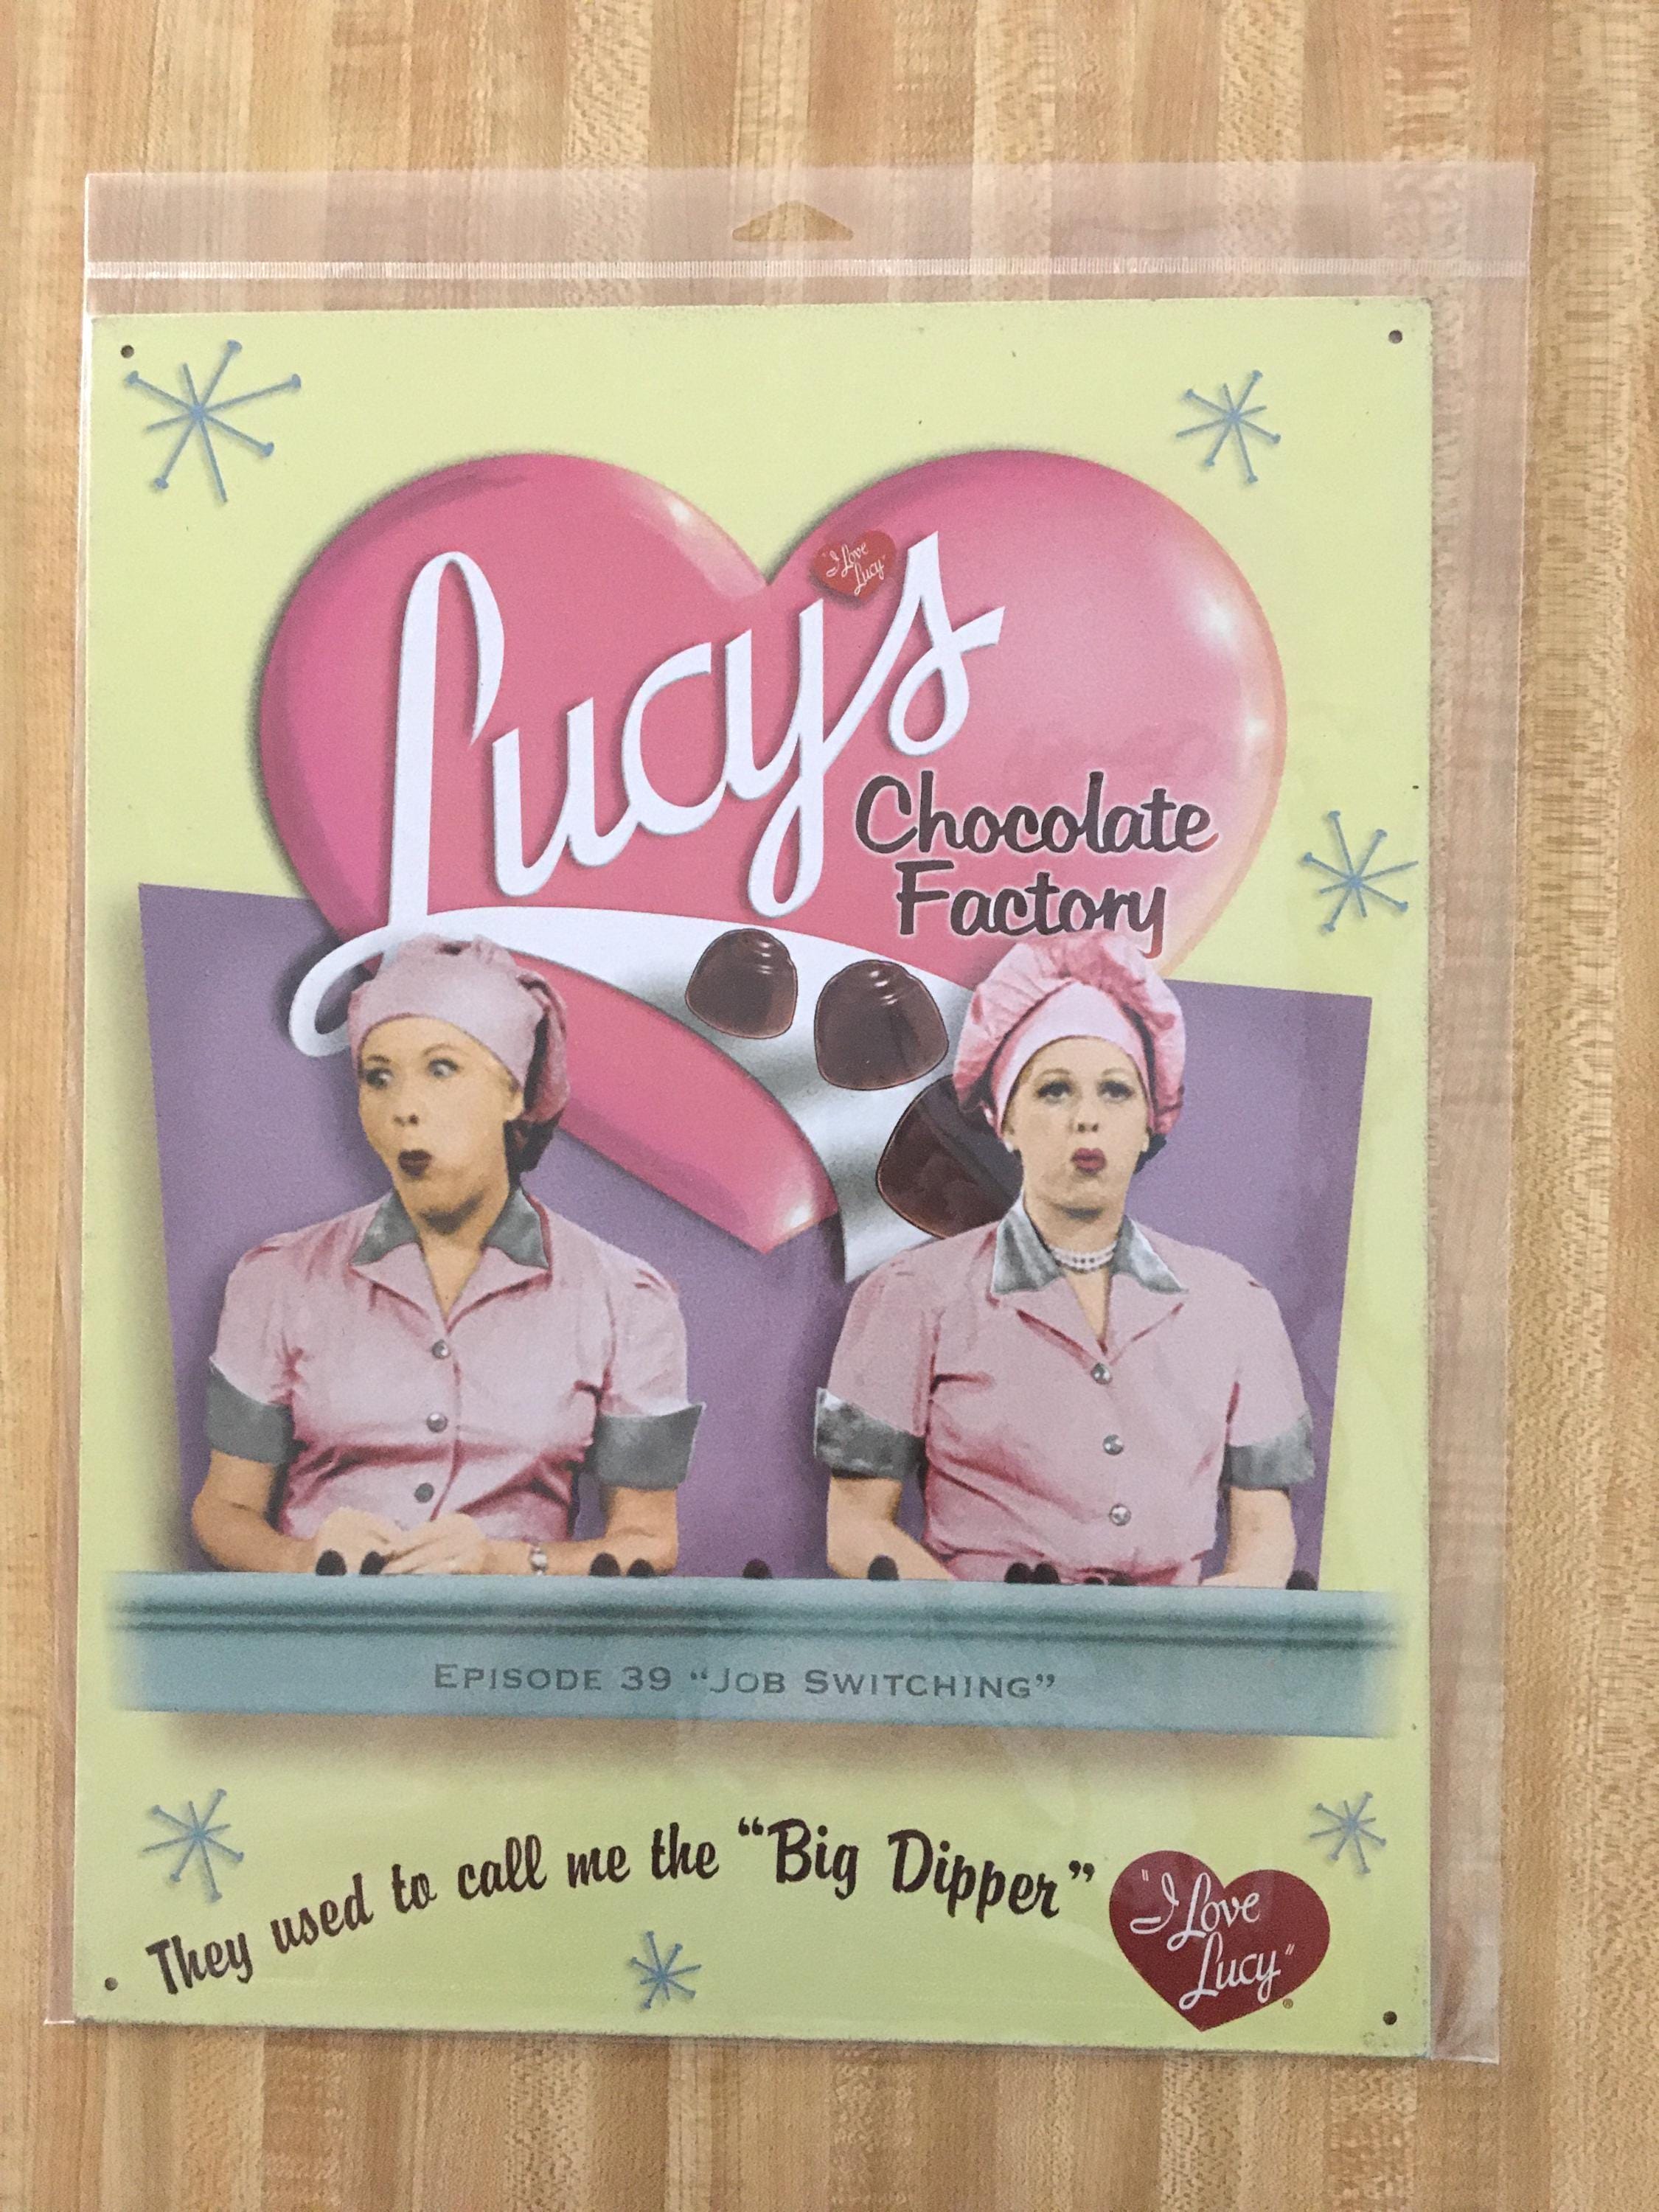 "I Love
Lucy"
Lucy's
Chocolate
Factory
EPISODE 39 "JOB SWITCHING"
They used to call me the "Big Dipper"
"I Love
Lucy"
®